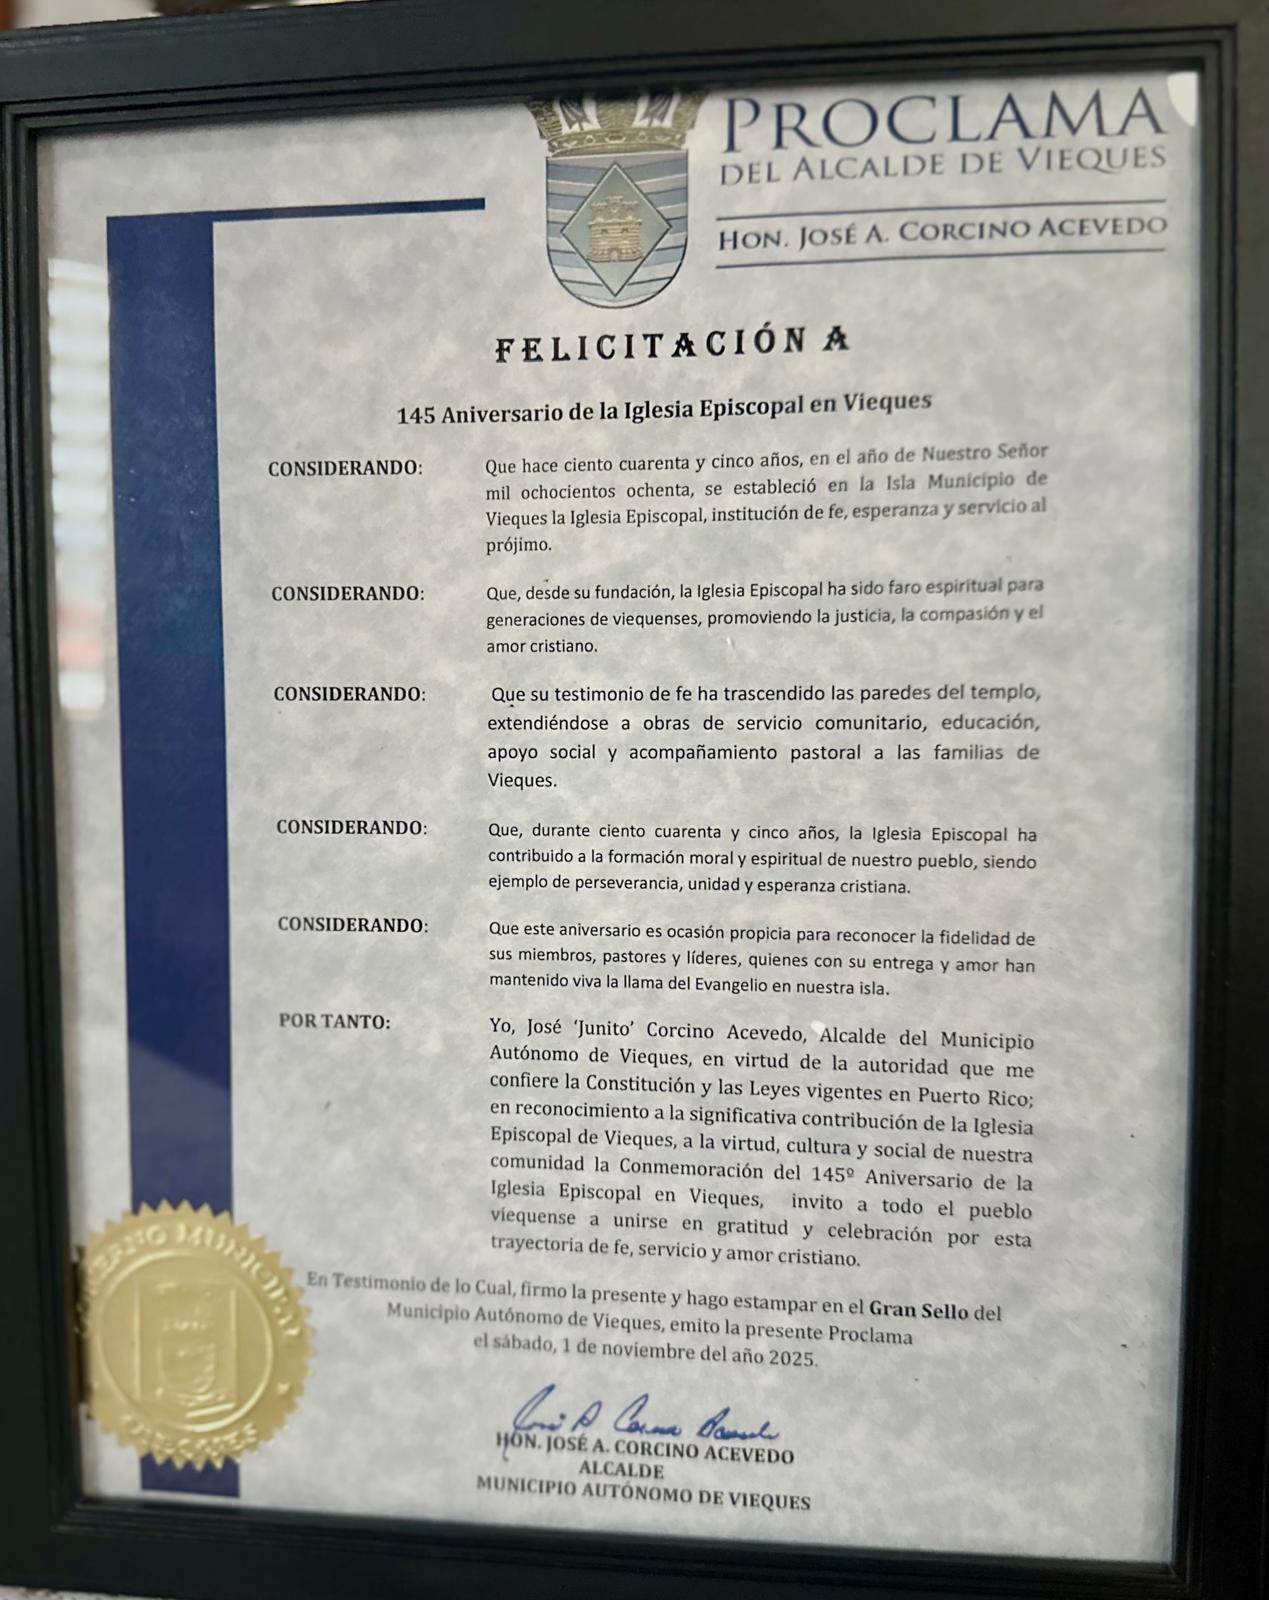 PROCLAMA
DEL ALCALDE DE VIEQUES
HON. JOSÉ A. CORCINO ACEVEDO
FELICITACIÓN A
145 Aniversario de la Iglesia Episcopal en Vieques
CONSIDERANDO: Que hace ciento cuarenta y cinco años, en el año de Nuestro Señor
mil ochocientos ochenta, se estableció en la Isla Municipio de
Vieques la Iglesia Episcopal, institución de fe, esperanza y servicio al
prójimo.
CONSIDERANDO: Que, desde su fundación, la Iglesia Episcopal ha sido faro espiritual para
generaciones de viequenses, promoviendo la justicia, la compasión y el
amor cristiano.
CONSIDERANDO: Que su testimonio de fe ha trascendido las paredes del templo,
extendiéndose a obras de servicio comunitario, educación,
apoyo social y acompañamiento pastoral a las familias de
Vieques.
CONSIDERANDO: Que, durante ciento cuarenta y cinco años, la Iglesia Episcopal ha
contribuido a la formación moral y espiritual de nuestro pueblo, siendo
ejemplo de perseverancia, unidad y esperanza cristiana.
CONSIDERANDO: Que este aniversario es ocasión propicia para reconocer la fidelidad de
sus miembros, pastores y líderes, quienes con su entrega y amor han
mantenido viva la llama del Evangelio en nuestra isla.
POR TANTO: Yo, José ‘Junito’ Corcino Acevedo, Alcalde del Municipio
Autónomo de Vieques, en virtud de la autoridad que me
confiere la Constitución y las Leyes vigentes en Puerto Rico;
en reconocimiento a la significativa contribución de la Iglesia
Episcopal de Vieques, a la virtud, cultura y social de nuestra
comunidad la Conmemoración del 145º Aniversario de la
Iglesia Episcopal en Vieques, invito a todo el pueblo
viequense a unirse en gratitud y celebración por esta
trayectoria de fe, servicio y amor cristiano.
En Testimonio de lo Cual, firmo la presente y hago estampar en el Gran Sello del
Municipio Autónomo de Vieques, emito la presente Proclama
el sábado, 1 de noviembre del año 2025.
HON. JOSÉ A. CORCINO ACEVEDO
ALCALDE
MUNICIPIO AUTÓNOMO DE VIEQUES
MUNICIPAL